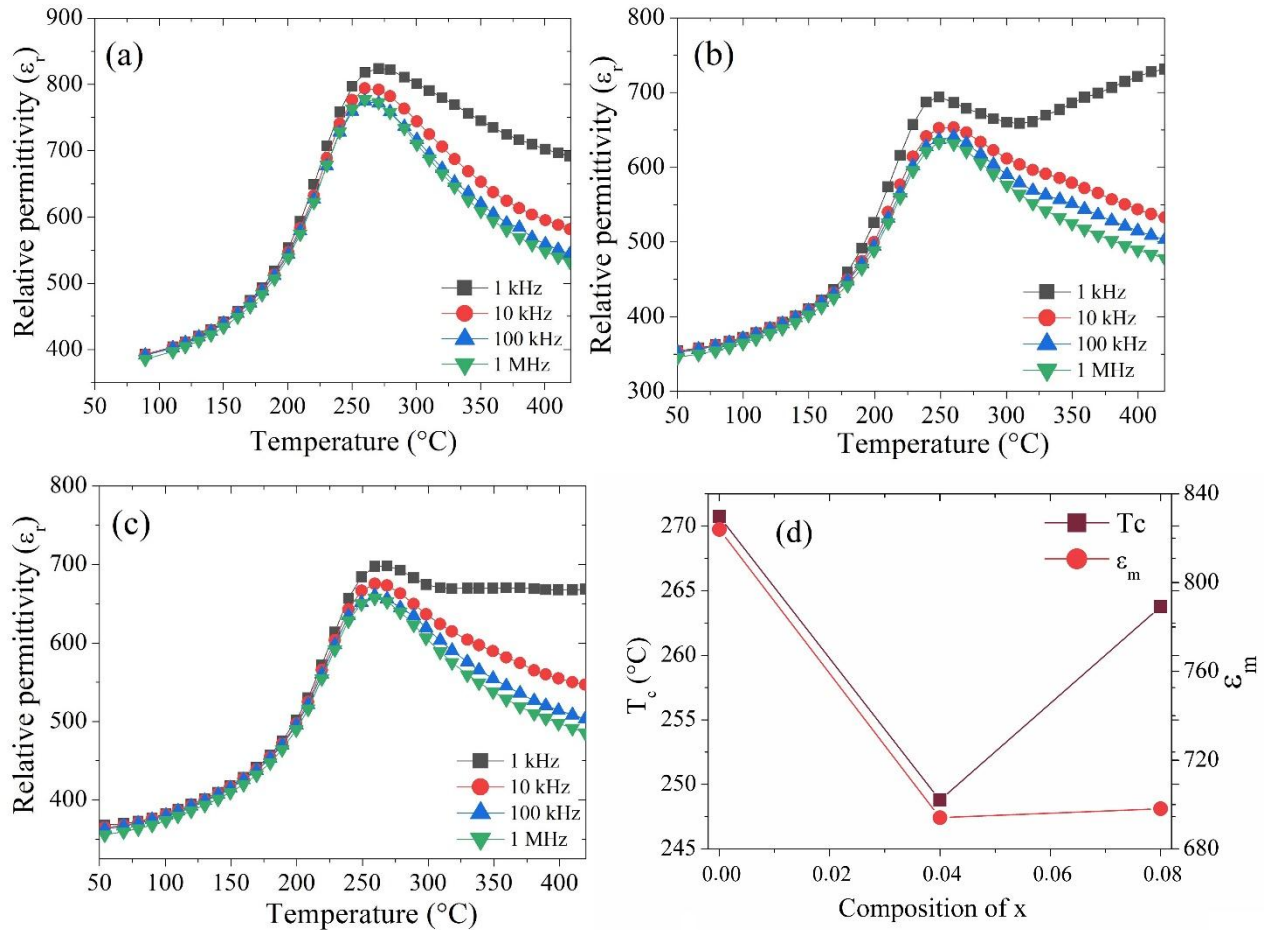 (a)
Relative permittivity (εr)
900
800
700
600
500
400
1 kHz
10 kHz
100 kHz
1 MHz
50 100 150 200 250 300 350 400
Temperature (°C)
(b)
Relative permittivity (εr)
800
700
600
500
400
300
1 kHz
10 kHz
100 kHz
1 MHz
50 100 150 200 250 300 350 400
Temperature (°C)
(c)
Relative permittivity (εr)
800
700
600
500
400
1 kHz
10 kHz
100 kHz
1 MHz
50 100 150 200 250 300 350 400
Temperature (°C)
(d)
Tc (°C)
270
265
260
255
250
245
Tc
εm
840
800
760
720
680
εm
0.00 0.02 0.04 0.06 0.08
Composition of x